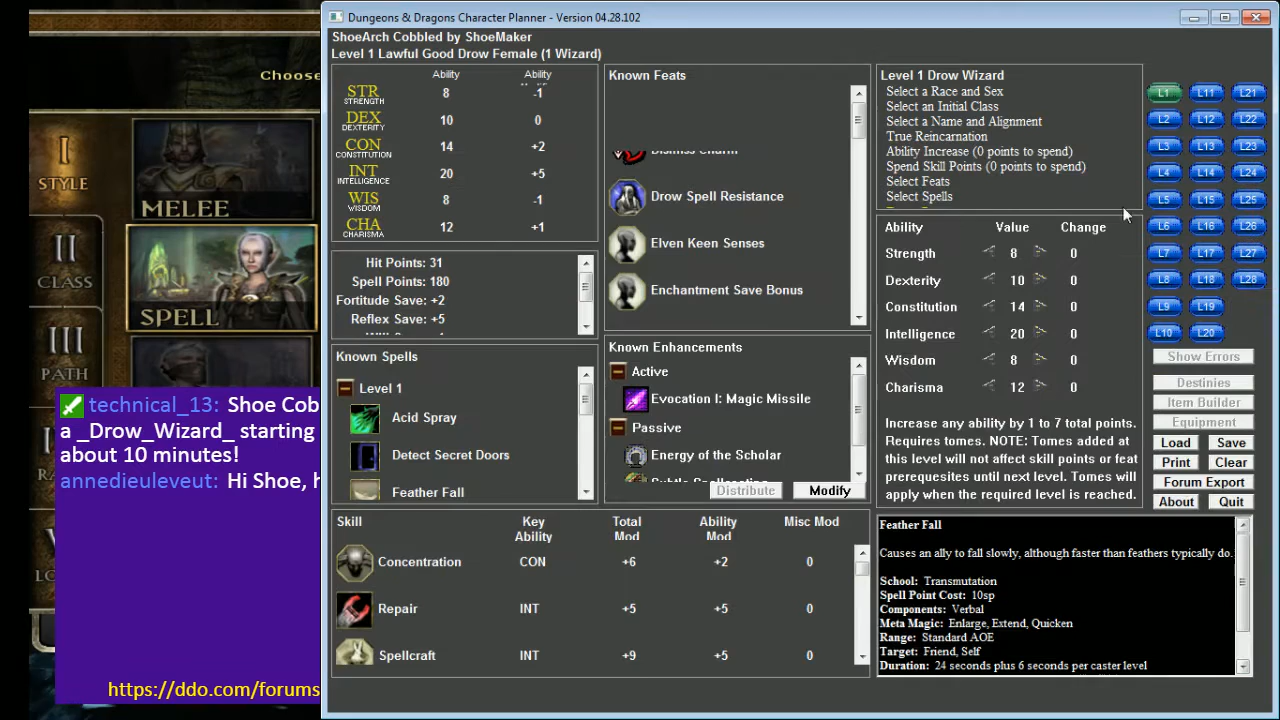 Dungeons & Dragons Character Planner - Version 04.28.102
ShoeArch Cobbled by ShoeMaker
Level 1 Lawful Good Drow Female (1 Wizard)
Choose
I
STYLE
MELEE
II
CLASS
SPELL
III
PATH
technical_13: Shoe Cob
a _Drow_Wizard_ starting
about 10 minutes!
annedieuleveut: Hi Shoe, h
https://ddo.com/forums
Ability
Ability
STR
STRENGTH
8
-1
DEX
DEXTERITY
10
0
CON
CONSTITUTION
14
+2
INT
INTELLIGENCE
20
+5
WIS
WISDOM
8
-1
CHA
CHARISMA
12
+1
Hit Points: 31
Spell Points: 180
Fortitude Save: +2
Reflex Save: +5
Known Spells
Level 1
Acid Spray
Detect Secret Doors
Feather Fall
Known Feats
Dismiss Charm
Drow Spell Resistance
Elven Keen Senses
Enchantment Save Bonus
Known Enhancements
Active
Evocation I: Magic Missile
Passive
Energy of the Scholar
Distribute
Modify
Skill
Key
Ability
Total
Mod
Ability
Mod
Misc Mod
Concentration
CON
+6
+2
0
Repair
INT
+5
+5
0
Spellcraft
INT
+9
+5
0
Level 1 Drow Wizard
Select a Race and Sex
Select an Initial Class
Select a Name and Alignment
True Reincarnation
Ability Increase (0 points to spend)
Spend Skill Points (0 points to spend)
Select Feats
Select Spells
Ability Value Change
Strength 8 0
Dexterity 10 0
Constitution 14 0
Intelligence 20 0
Wisdom 8 0
Charisma 12 0
Increase any ability by 1 to 7 total points.
Requires tomes. NOTE: Tomes added at
this level will not affect skill points or feat
prerequesites until next level. Tomes will
apply when the required level is reached.
L1 L11 L21
L2 L12 L22
L3 L13 L23
L4 L14 L24
L5 L15 L25
L6 L16 L26
L7 L17 L27
L8 L18 L28
L9 L19
L10 L20
Show Errors
Destinies
Item Builder
Equipment
Load Save
Print Clear
Forum Export
About Quit
Feather Fall
Causes an ally to fall slowly, although faster than feathers typically do.
School: Transmutation
Spell Point Cost: 10sp
Components: Verbal
Meta Magic: Enlarge, Extend, Quicken
Range: Standard AOE
Target: Friend, Self
Duration: 24 seconds plus 6 seconds per caster level